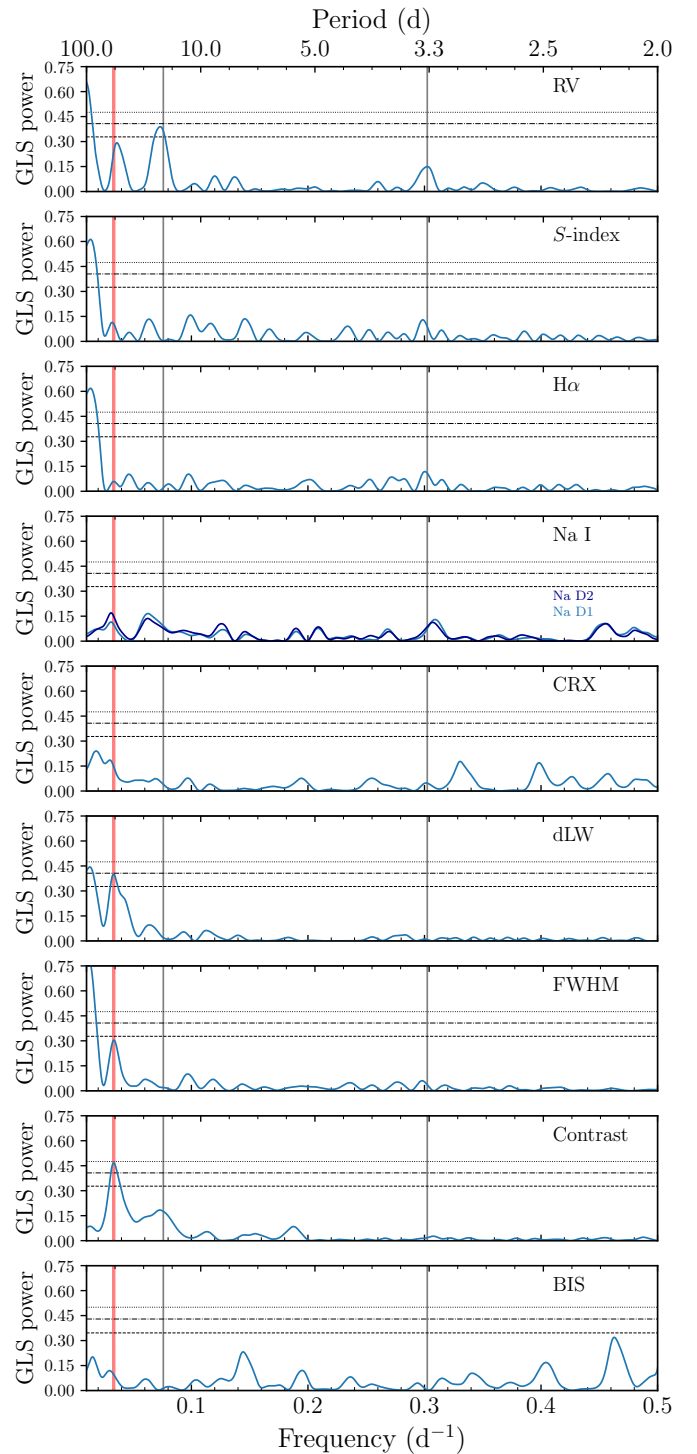 Period (d)
100.0 10.0 5.0 3.3 2.5 2.0
GLS power
0.75
0.60
0.45
0.30
0.15
0.00
RV
GLS power
0.75
0.60
0.45
0.30
0.15
0.00
S-index
GLS power
0.75
0.60
0.45
0.30
0.15
0.00
Hα
GLS power
0.75
0.60
0.45
0.30
0.15
0.00
Na I
Na D2
Na D1
GLS power
0.75
0.60
0.45
0.30
0.15
0.00
CRX
GLS power
0.75
0.60
0.45
0.30
0.15
0.00
dLW
GLS power
0.75
0.60
0.45
0.30
0.15
0.00
FWHM
GLS power
0.75
0.60
0.45
0.30
0.15
0.00
Contrast
GLS power
0.75
0.60
0.45
0.30
0.15
0.00
BIS
0.1 0.2 0.3 0.4 0.5
Frequency (d⁻¹)